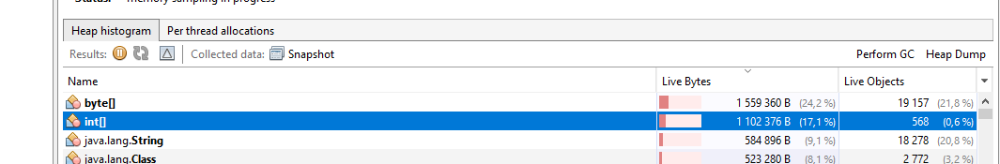 Status: memory sampling in progress
Heap histogram Per thread allocations
Results: Collected data: Snapshot Perform GC Heap Dump
Name Live Bytes Live Objects
byte[] 1 559 360 B (24,2 %) 19 157 (21,8 %)
int[] 1 102 376 B (17,1 %) 568 (0,6 %)
java.lang.String 584 896 B (9,1 %) 18 278 (20,8 %)
java.lang.Class 523 280 B (8,1 %) 2 772 (3,2 %)